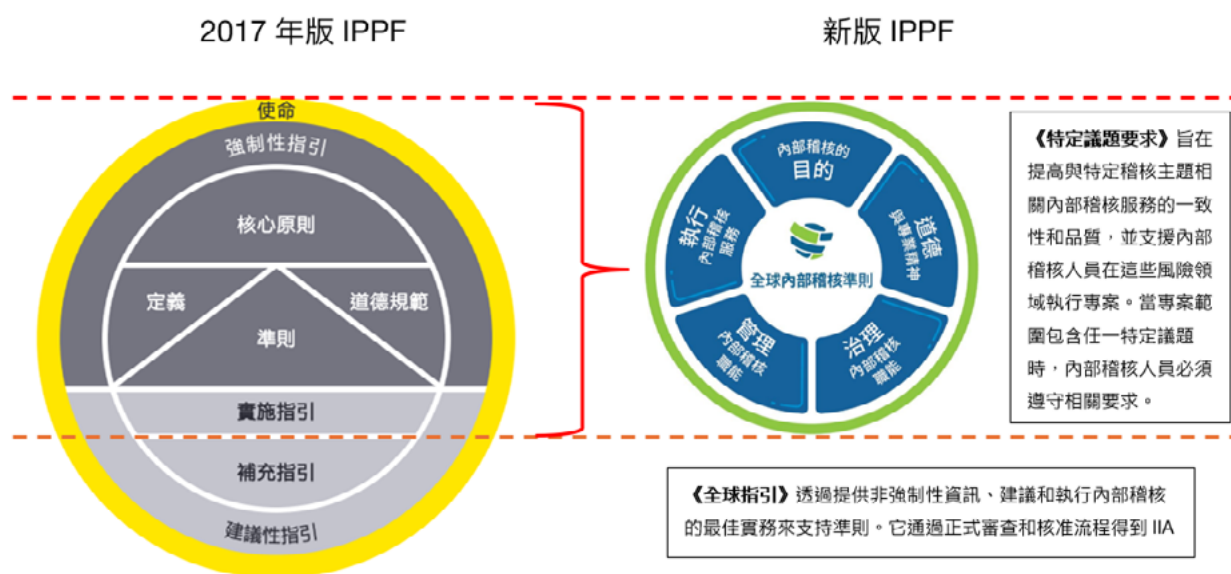 2017 年版 IPPF
新版 IPPF
使命
強制性指引
核心原則
定義
道德規範
準則
實施指引
補充指引
建議性指引
內部稽核的
目的
道德
與專業精神
治理
內部稽核
職能
管理
內部稽核
職能
執行
內部稽核
服務
全球內部稽核準則
《特定議題要求》旨在
提高與特定稽核主題相
關內部稽核服務的一致
性和品質，並支援內部
稽核人員在這些風險領
域執行專案。當專案範
圍包含任一特定議題
時，內部稽核人員必須
遵守相關要求。
《全球指引》透過提供非強制性資訊、建議和執行內部稽核
的最佳實務來支持準則。它通過正式審查和核准流程得到 IIA